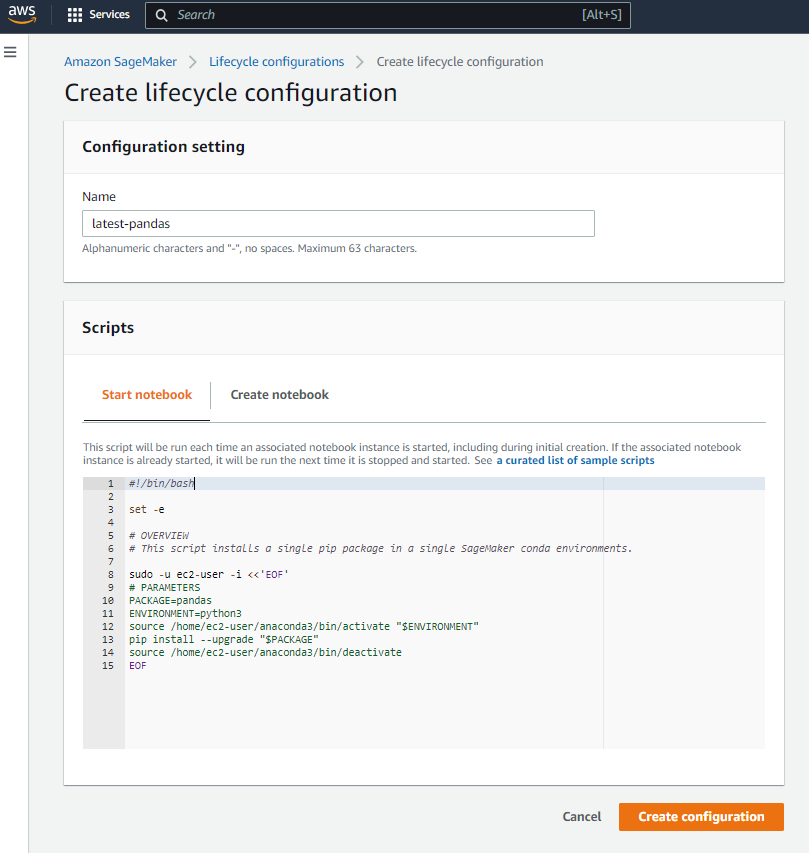 aws
Services
Search
[Alt+S]
Amazon SageMaker
Lifecycle configurations
Create lifecycle configuration
Create lifecycle configuration
Configuration setting
Name
latest-pandas
Alphanumeric characters and "-", no spaces. Maximum 63 characters.
Scripts
Start notebook
Create notebook
This script will be run each time an associated notebook instance is started, including during initial creation. If the associated notebook
instance is already started, it will be run the next time it is stopped and started. See a curated list of sample scripts
1 #!/bin/bash
2
3 set -e
4
5 # OVERVIEW
6 # This script installs a single pip package in a single SageMaker conda environments.
7
8 sudo -u ec2-user -i <<'EOF'
9 # PARAMETERS
10 PACKAGE=pandas
11 ENVIRONMENT=python3
12 source /home/ec2-user/anaconda3/bin/activate "$ENVIRONMENT"
13 pip install --upgrade "$PACKAGE"
14 source /home/ec2-user/anaconda3/bin/deactivate
15 EOF
Cancel
Create configuration